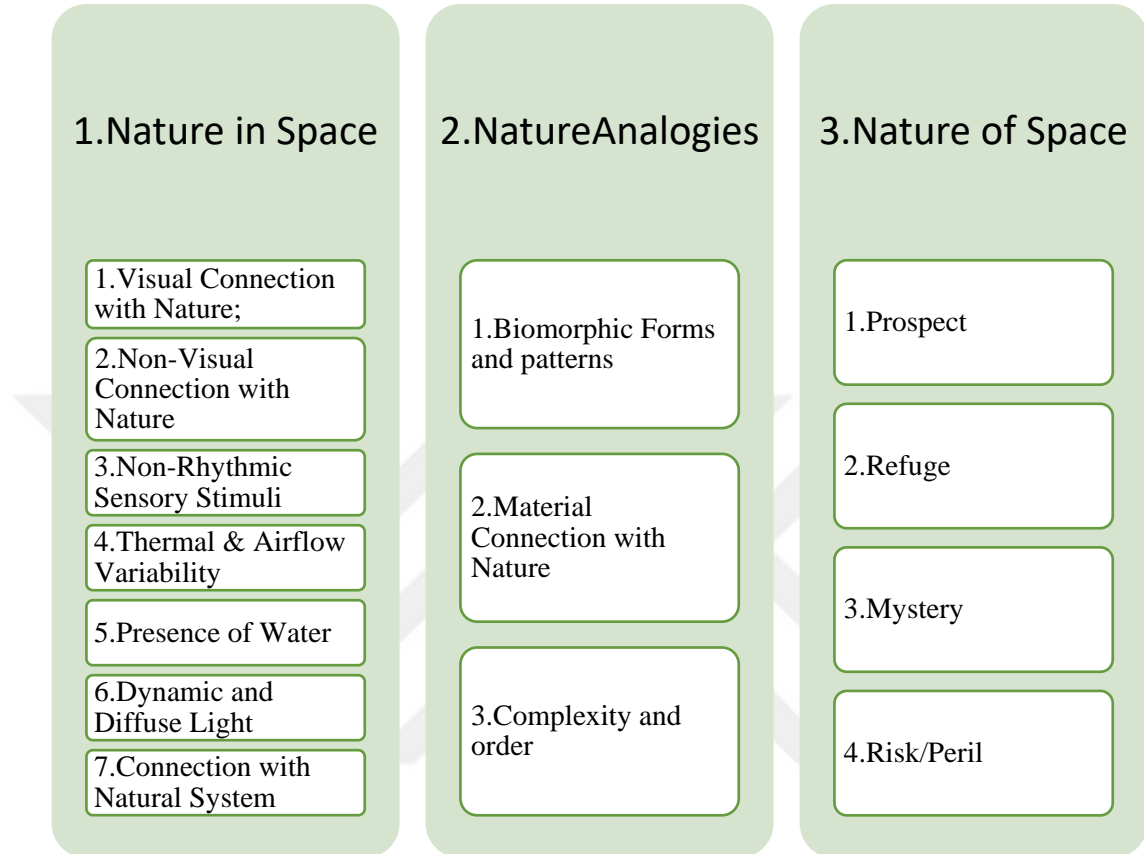 1.Nature in Space
1.Visual Connection
with Nature;
2.Non-Visual
Connection with
Nature
3.Non-Rhythmic
Sensory Stimuli
4.Thermal & Airflow
Variability
5.Presence of Water
6.Dynamic and
Diffuse Light
7.Connection with
Natural System
2.NatureAnalogies
1.Biomorphic Forms
and patterns
2.Material
Connection with
Nature
3.Complexity and
order
3.Nature of Space
1.Prospect
2.Refuge
3.Mystery
4.Risk/Peril